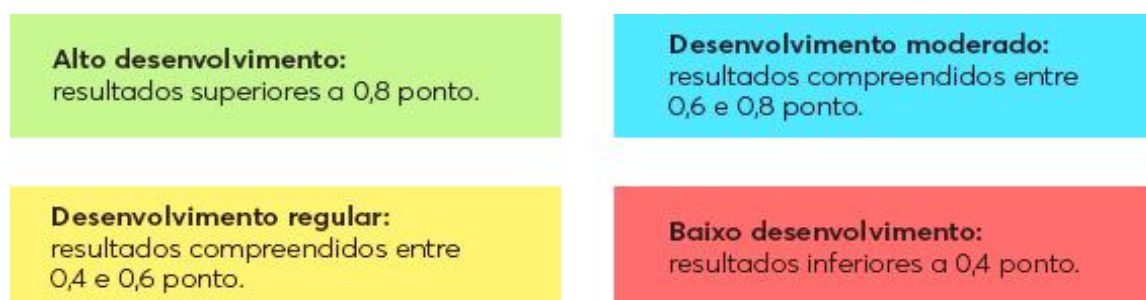 Alto desenvolvimento:
resultados superiores a 0,8 ponto.
Desenvolvimento moderado:
resultados compreendidos entre
0,6 e 0,8 ponto.
Desenvolvimento regular:
resultados compreendidos entre
0,4 e 0,6 ponto.
Baixo desenvolvimento:
resultados inferiores a 0,4 ponto.